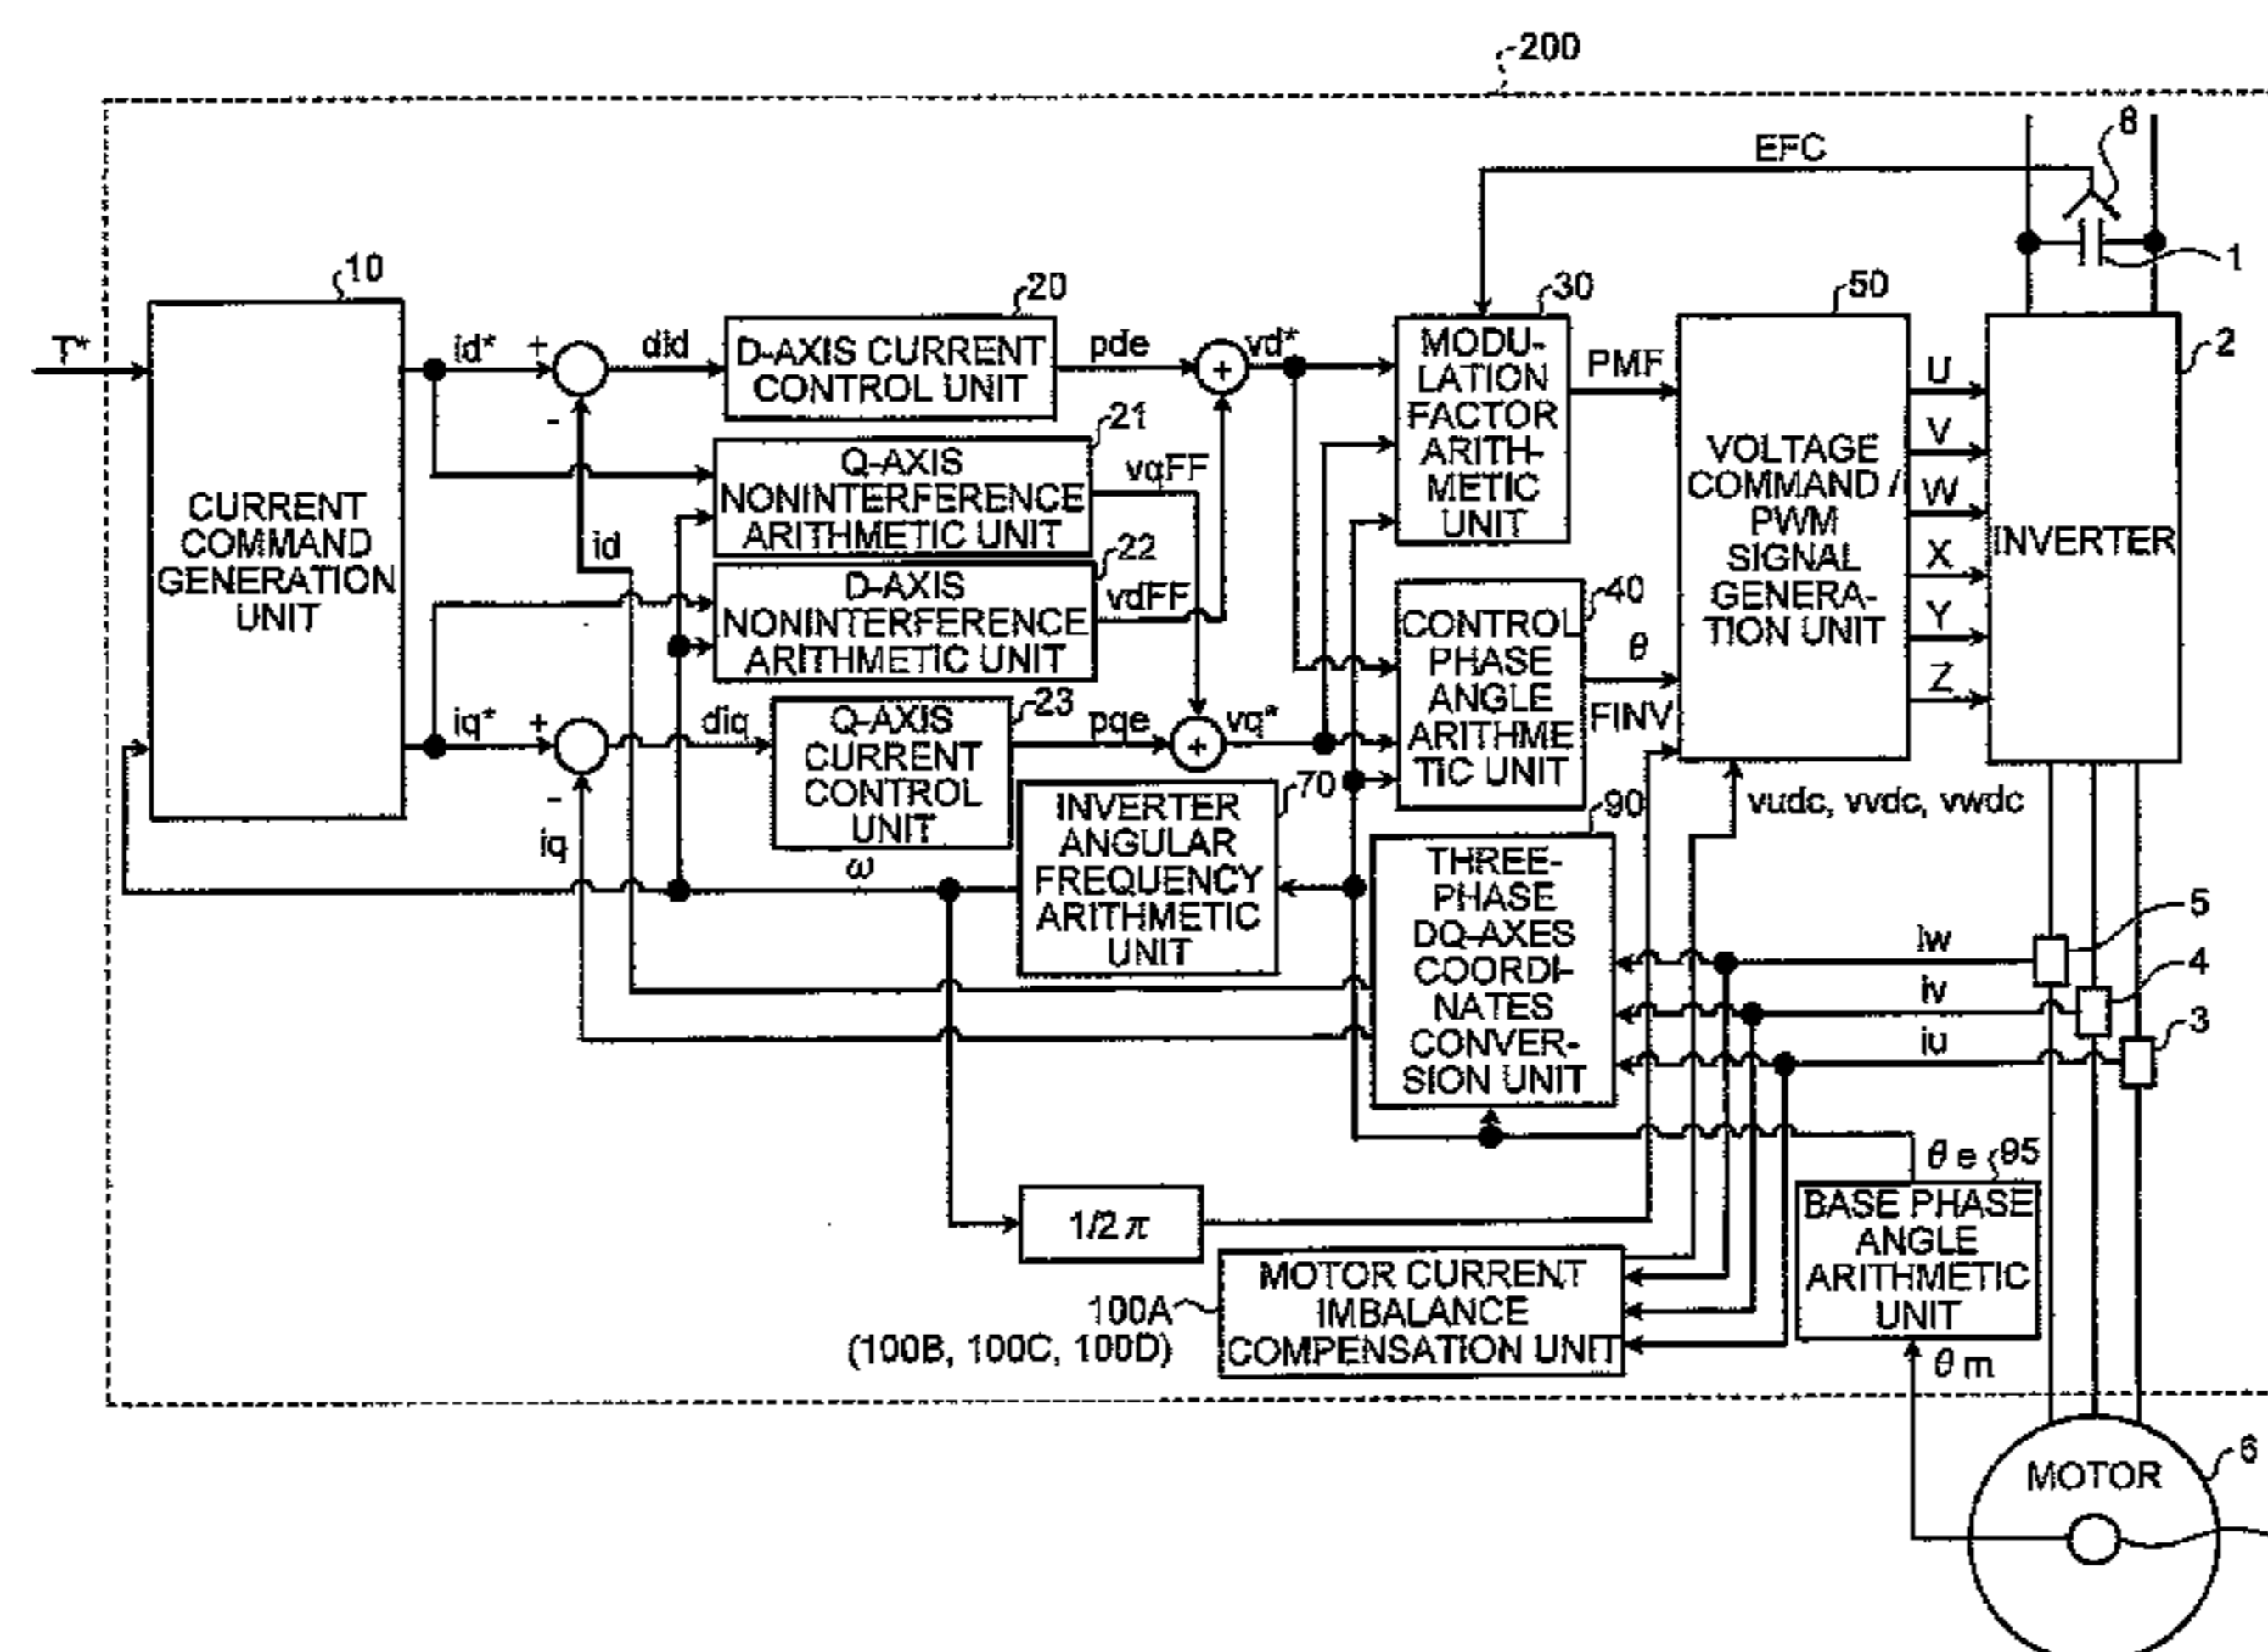 200
8
EFC
1
10
20
30
50
2
T*
id*
+
-
did
D-AXIS CURRENT
CONTROL UNIT
pde
+
vd*
MODU-
LATION
FACTOR
ARITH-
METIC
UNIT
PMF
U
V
W
X
Y
Z
CURRENT
COMMAND
GENERATION
UNIT
21
Q-AXIS
NONINTERFERENCE
ARITHMETIC UNIT
vqFF
VOLTAGE
COMMAND /
PWM
SIGNAL
GENERA-
TION UNIT
INVERTER
id
22
D-AXIS
NONINTERFERENCE
ARITHMETIC UNIT
vdFF
40
CONTROL
PHASE
ANGLE
ARITHME
TIC UNIT
θ
FINV
iq*
+
-
iq
diq
23
Q-AXIS
CURRENT
CONTROL
UNIT
pqe
+
vq*
70
INVERTER
ANGULAR
FREQUENCY
ARITHMETIC
UNIT
ω
90
vudc, vvdc, vwdc
THREE-
PHASE
DQ-AXES
COORDI-
NATES
CONVER-
SION UNIT
iw
5
iv
4
iu
3
θe
95
BASE PHASE
ANGLE
ARITHMETIC
UNIT
θm
1/2π
100A
(100B, 100C, 100D)
MOTOR CURRENT
IMBALANCE
COMPENSATION UNIT
MOTOR
6